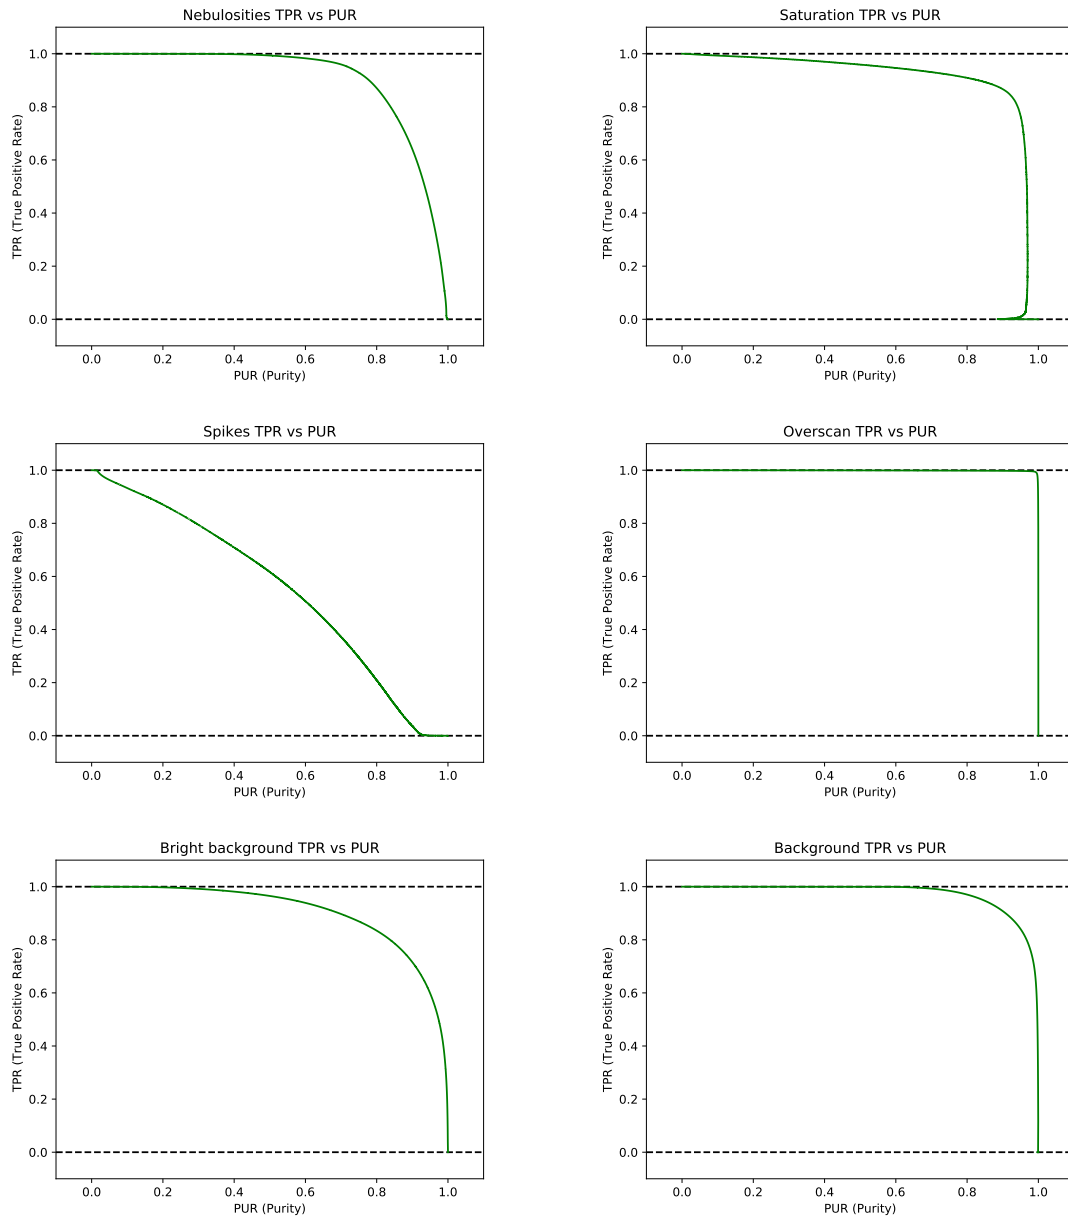 Nebulosities TPR vs PUR
TPR (True Positive Rate)
1.0
0.8
0.6
0.4
0.2
0.0
0.0 0.2 0.4 0.6 0.8 1.0
PUR (Purity)
Saturation TPR vs PUR
TPR (True Positive Rate)
1.0
0.8
0.6
0.4
0.2
0.0
0.0 0.2 0.4 0.6 0.8 1.0
PUR (Purity)
Spikes TPR vs PUR
TPR (True Positive Rate)
1.0
0.8
0.6
0.4
0.2
0.0
0.0 0.2 0.4 0.6 0.8 1.0
PUR (Purity)
Overscan TPR vs PUR
TPR (True Positive Rate)
1.0
0.8
0.6
0.4
0.2
0.0
0.0 0.2 0.4 0.6 0.8 1.0
PUR (Purity)
Bright background TPR vs PUR
TPR (True Positive Rate)
1.0
0.8
0.6
0.4
0.2
0.0
0.0 0.2 0.4 0.6 0.8 1.0
PUR (Purity)
Background TPR vs PUR
TPR (True Positive Rate)
1.0
0.8
0.6
0.4
0.2
0.0
0.0 0.2 0.4 0.6 0.8 1.0
PUR (Purity)